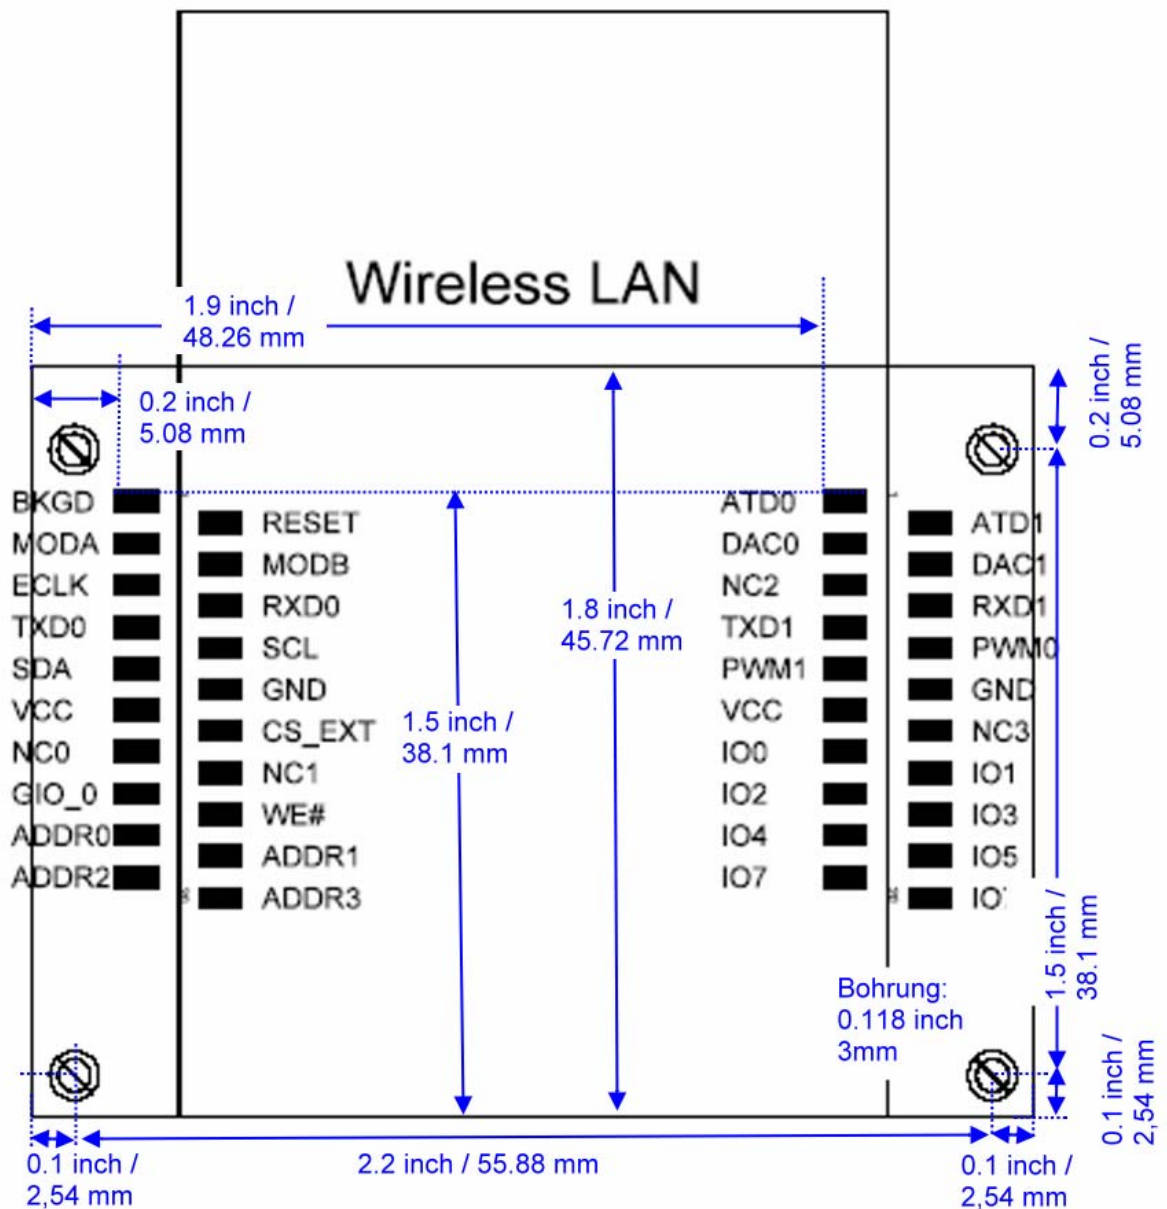 Wireless LAN
1.9 inch /
48.26 mm
0.2 inch /
5.08 mm
0.2 inch /
5.08 mm
BKGD
RESET
MODA
MODB
ECLK
RXD0
TXD0
SCL
SDA
GND
VCC
CS_EXT
NC0
NC1
GIO_0
WE#
ADDR0
ADDR1
ADDR2
ADDR3
ATD0
ATD1
DAC0
DAC1
NC2
RXD1
TXD1
PWM0
PWM1
GND
VCC
NC3
IO0
IO1
IO2
IO3
IO4
IO5
IO7
1.8 inch /
45.72 mm
1.5 inch /
38.1 mm
1.5 inch /
38.1 mm
Bohrung:
0.118 inch
3mm
0.1 inch /
2,54 mm
0.1 inch /
2,54 mm
2.2 inch / 55.88 mm
0.1 inch /
2,54 mm